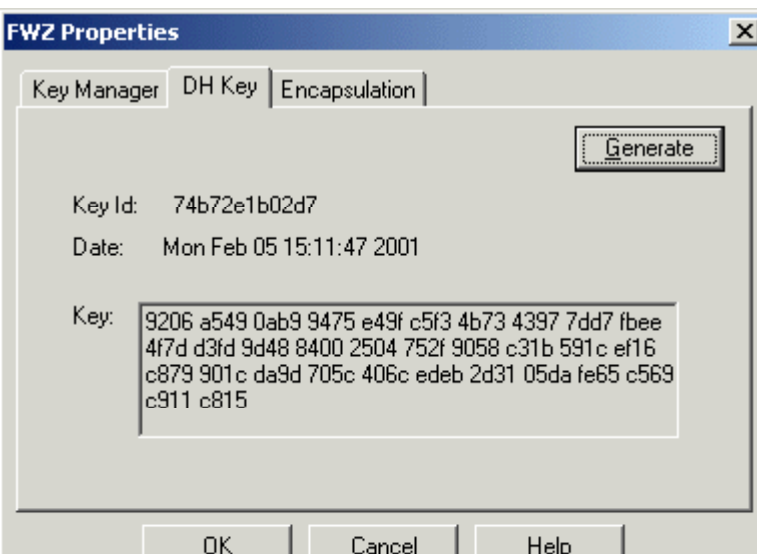 FWZ Properties
Key Manager DH Key Encapsulation
Generate
Key Id: 74b72e1b02d7
Date: Mon Feb 05 15:11:47 2001
Key: 9206 a549 0ab9 9475 e49f c5f3 4b73 4397 7dd7 fbee
4f7d d3fd 9d48 8400 2504 752f 9058 c31b 591c ef16
c879 901c da9d 705c 406c edeb 2d31 05da fe65 c569
c911 c815
OK Cancel Help